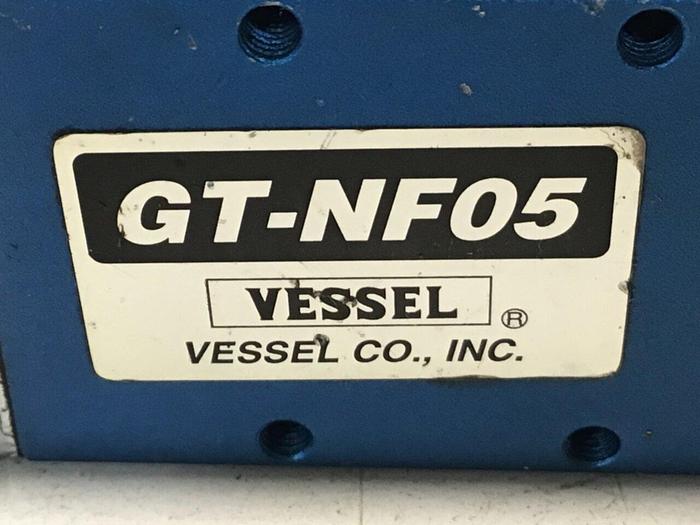 GT-NF05
VESSEL ®
VESSEL CO., INC.